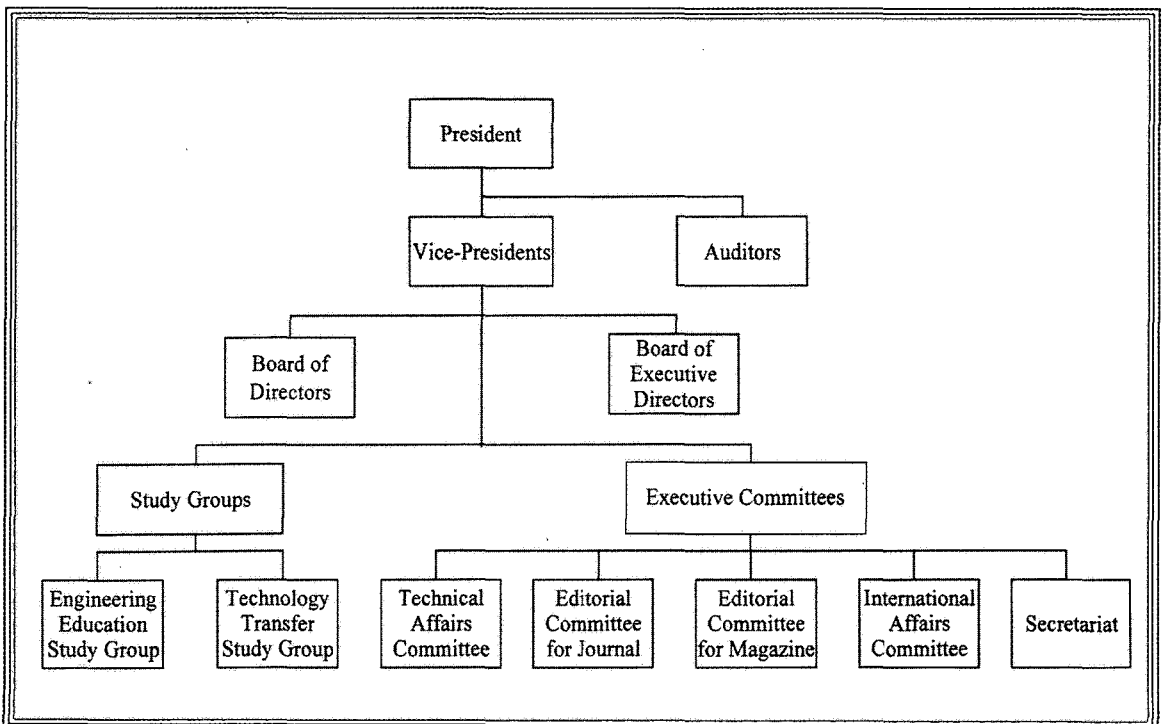 President
Vice-Presidents
Auditors
Board of
Directors
Board of
Executive
Directors
Study Groups
Executive Committees
Engineering
Education
Study Group
Technology
Transfer
Study Group
Technical
Affairs
Committee
Editorial
Committee
for Journal
Editorial
Committee
for Magazine
International
Affairs
Committee
Secretariat